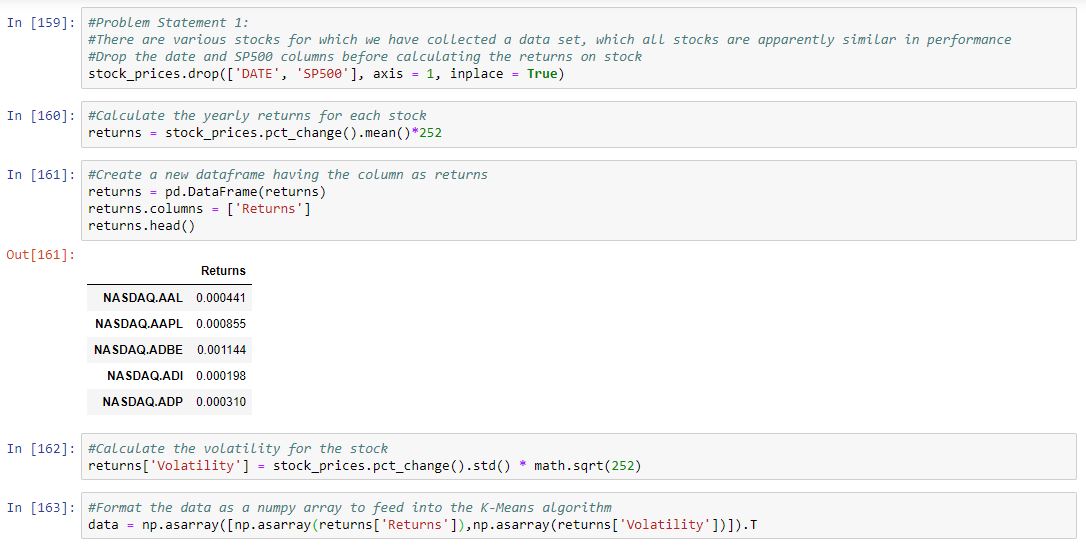 In [159]: #Problem Statement 1:
#There are various stocks for which we have collected a data set, which all stocks are apparently similar in performance
#Drop the date and SP500 columns before calculating the returns on stock
stock_prices.drop(['DATE', 'SP500'], axis = 1, inplace = True)
In [160]: #Calculate the yearly returns for each stock
returns = stock_prices.pct_change().mean()*252
In [161]: #Create a new dataframe having the column as returns
returns = pd.DataFrame(returns)
returns.columns = ['Returns']
returns.head()
Out[161]:
Returns
NASDAQ.AAL 0.000441
NASDAQ.AAPL 0.000855
NASDAQ.ADBE 0.001144
NASDAQ.ADI 0.000198
NASDAQ.ADP 0.000310
In [162]: #Calculate the volatility for the stock
returns['Volatility'] = stock_prices.pct_change().std() * math.sqrt(252)
In [163]: #Format the data as a numpy array to feed into the K-Means algorithm
data = np.asarray([np.asarray(returns['Returns']),np.asarray(returns['Volatility'])]).T